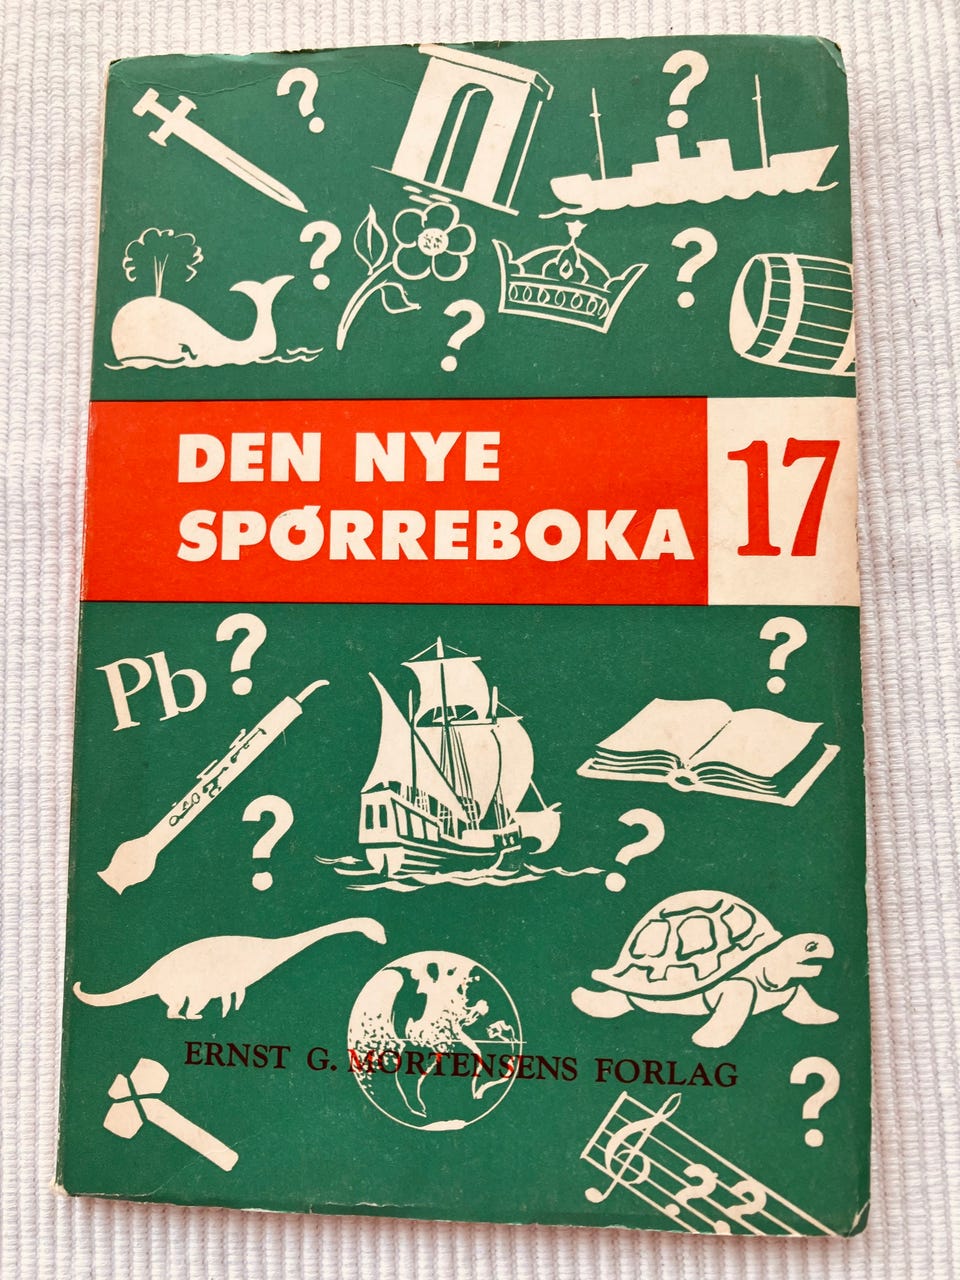 DEN NYE
SPØRREBOKA
17
Pb
ERNST G. MORTENSENS FORLAG